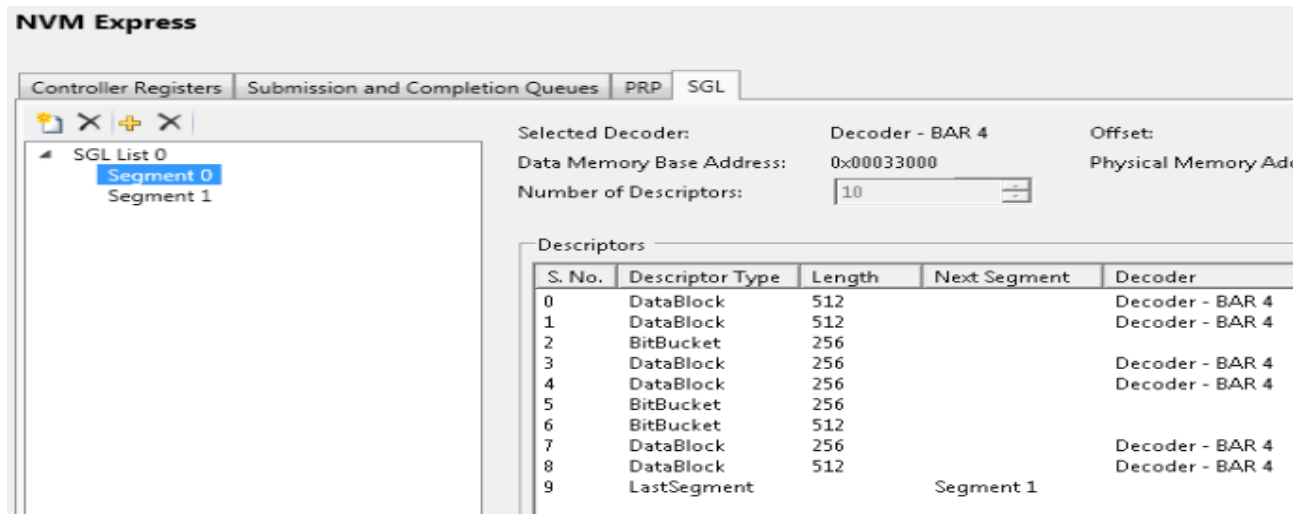 NVM Express
Controller Registers Submission and Completion Queues PRP SGL
SGL List 0
Segment 0
Segment 1
Selected Decoder: Decoder - BAR 4 Offset:
Data Memory Base Address: 0x00033000 Physical Memory Add
Number of Descriptors: 10
Descriptors
S. No. Descriptor Type Length Next Segment Decoder
0 DataBlock 512 Decoder - BAR 4
1 DataBlock 512 Decoder - BAR 4
2 BitBucket 256
3 DataBlock 256 Decoder - BAR 4
4 DataBlock 256 Decoder - BAR 4
5 BitBucket 256
6 BitBucket 512
7 DataBlock 256 Decoder - BAR 4
8 DataBlock 512 Decoder - BAR 4
9 LastSegment Segment 1